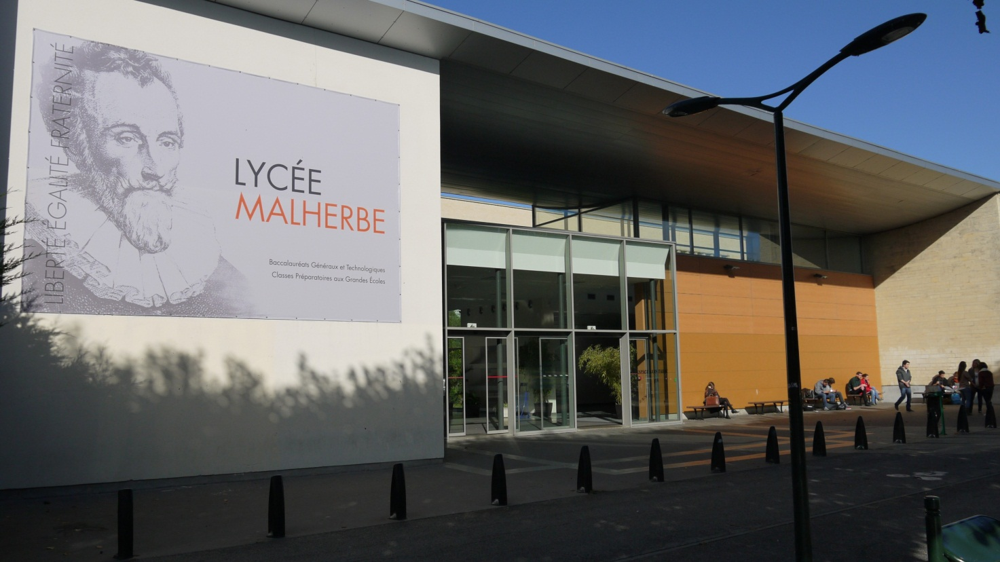 LIBERTÉ ÉGALITÉ FRATERNITÉ
LYCÉE
MALHERBE
Baccalauréats Généraux et Technologiques
Classes Préparatoires aux Grandes Écoles